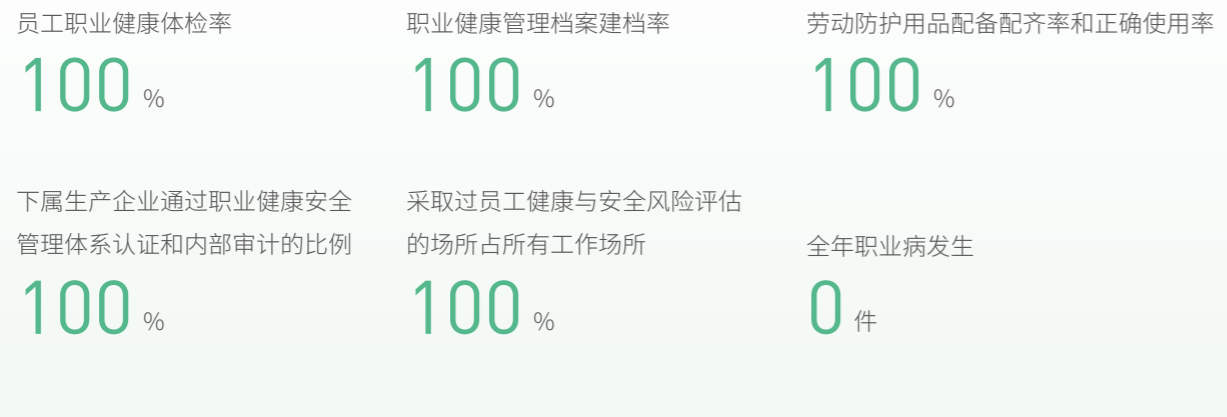 员工职业健康体检率
100 %
职业健康管理档案建档率
100 %
劳动防护用品配备配齐率和正确使用率
100 %
下属生产企业通过职业健康安全
管理体系认证和内部审计的比例
100 %
采取过员工健康与安全风险评估
的场所占所有工作场所
100 %
全年职业病发生
0 件